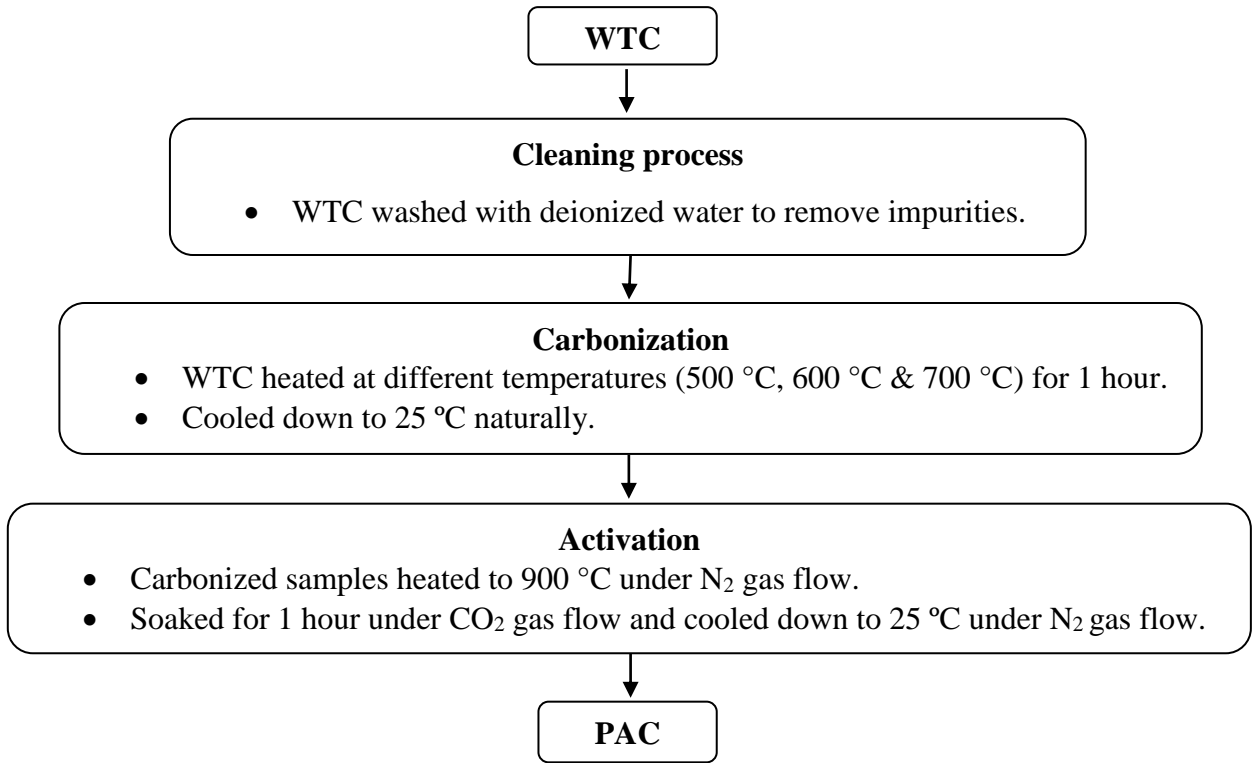 WTC
Cleaning process
• WTC washed with deionized water to remove impurities.
Carbonization
• WTC heated at different temperatures (500 °C, 600 °C & 700 °C) for 1 hour.
• Cooled down to 25 ºC naturally.
Activation
• Carbonized samples heated to 900 °C under N₂ gas flow.
• Soaked for 1 hour under CO₂ gas flow and cooled down to 25 ºC under N₂ gas flow.
PAC